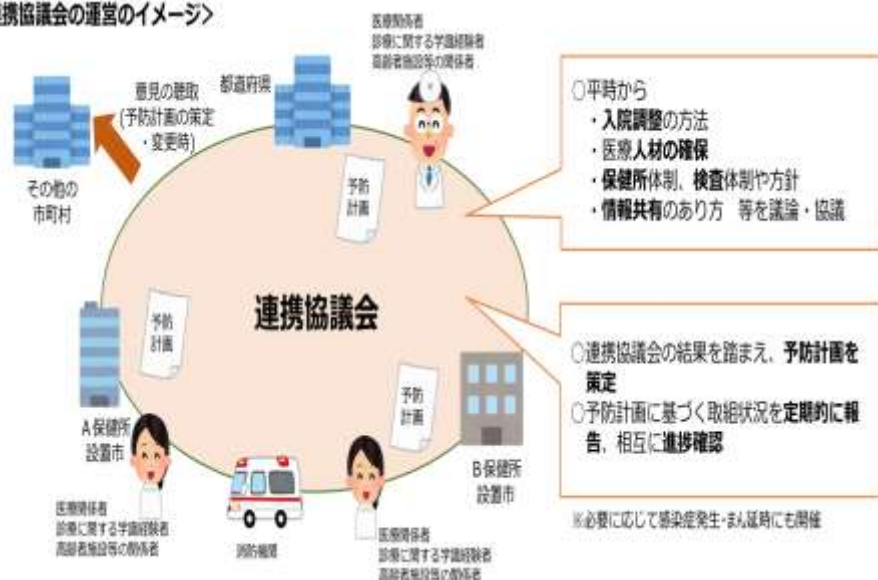 携協議会の運営のイメージ>
医療関係者
診療に関する学識経験者
高齢者施設等の関係者
都道府県
意見の聴取
(予防計画の策定
・変更時)
その他の
市町村
予防
計画
○平時から
・入院調整の方法
・医療人材の確保
・保健所体制、検査体制や方針
・情報共有のあり方 等を議論・協議
連携協議会
予防
計画
予防
計画
○連携協議会の結果を踏まえ、予防計画を
策定
○予防計画に基づく取組状況を定期的に報
告、相互に進捗確認
A保健所
設置市
B保健所
設置市
医療関係者
診療に関する学識経験者
高齢者施設等の関係者
消防機関
医療関係者
診療に関する学識経験者
高齢者施設等の関係者
※必要に応じて感染症発生・まん延時にも開催